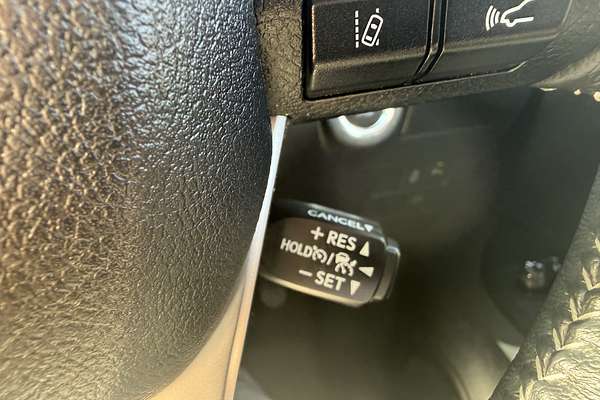 CANCEL▼
+ RES ▲
HOLD / ◀
− SET ▼